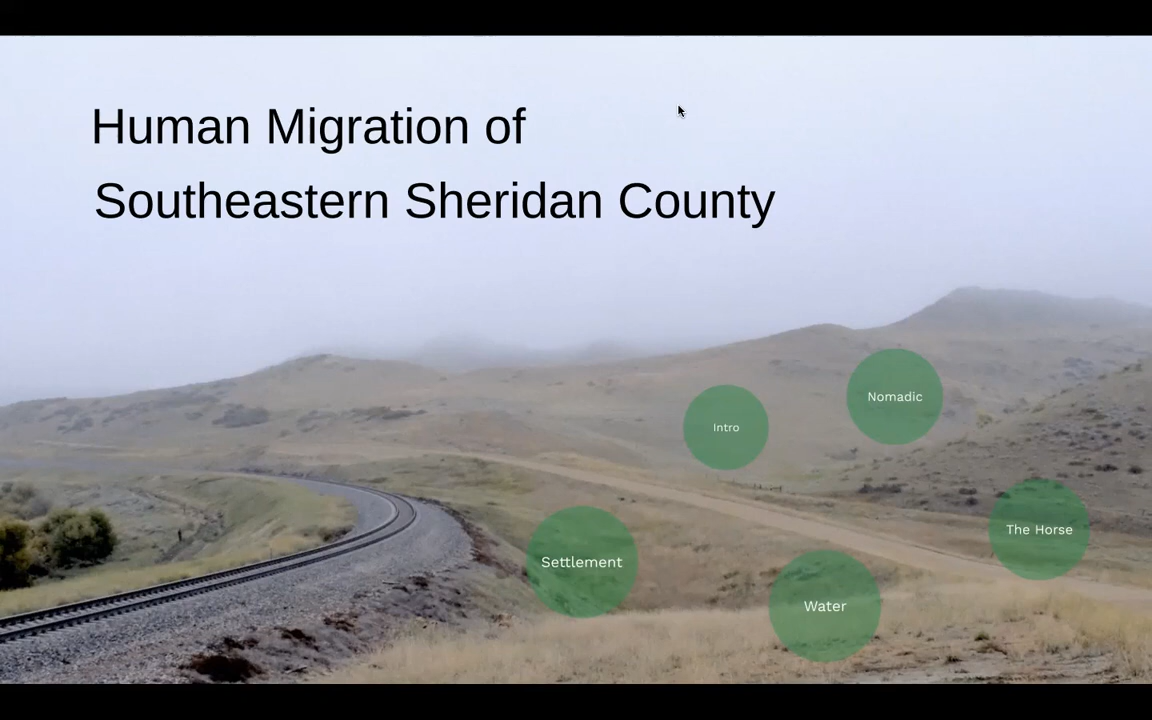 Human Migration of
Southeastern Sheridan County
Nomadic
Intro
The Horse
Settlement
Water